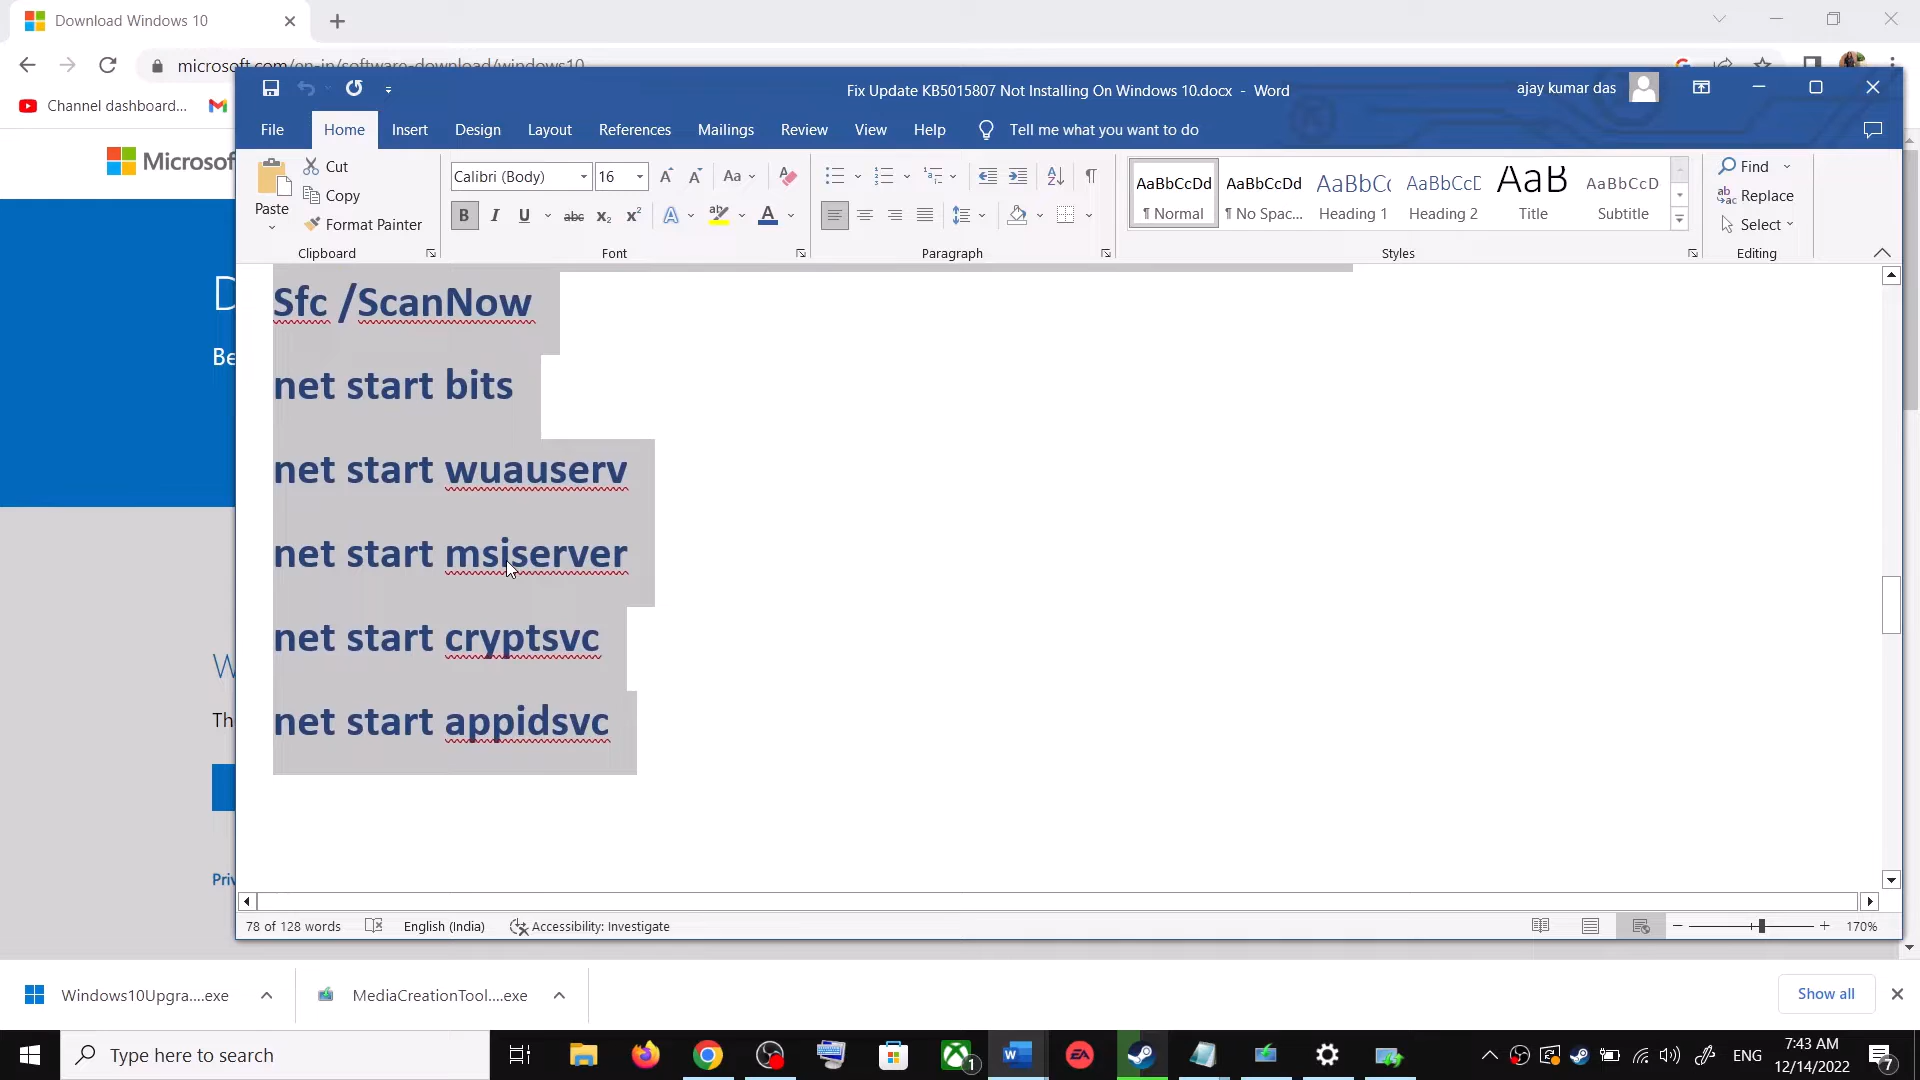 Download Windows 10
microsoft.com/en-in/software-download/windows10
Channel dashboard...
Fix Update KB5015807 Not Installing On Windows 10.docx - Word
ajay kumar das
File Home Insert Design Layout References Mailings Review View Help Tell me what you want to do
Paste
Cut
Copy
Format Painter
Clipboard
Calibri (Body) 16
Font
Paragraph
AaBbCcDd AaBbCcDd AaBbCc AaBbCcD AaB AaBbCcD
¶ Normal ¶ No Spac... Heading 1 Heading 2 Title Subtitle
Styles
Find
Replace
Select
Editing
Microsof
D
Be
W
Th
Priv
Sfc /ScanNow
net start bits
net start wuauserv
net start msiserver
net start cryptsvc
net start appidsvc
78 of 128 words English (India) Accessibility: Investigate 170%
Windows10Upgra....exe MediaCreationTool....exe Show all
Type here to search
1
ENG
7:43 AM
12/14/2022
7